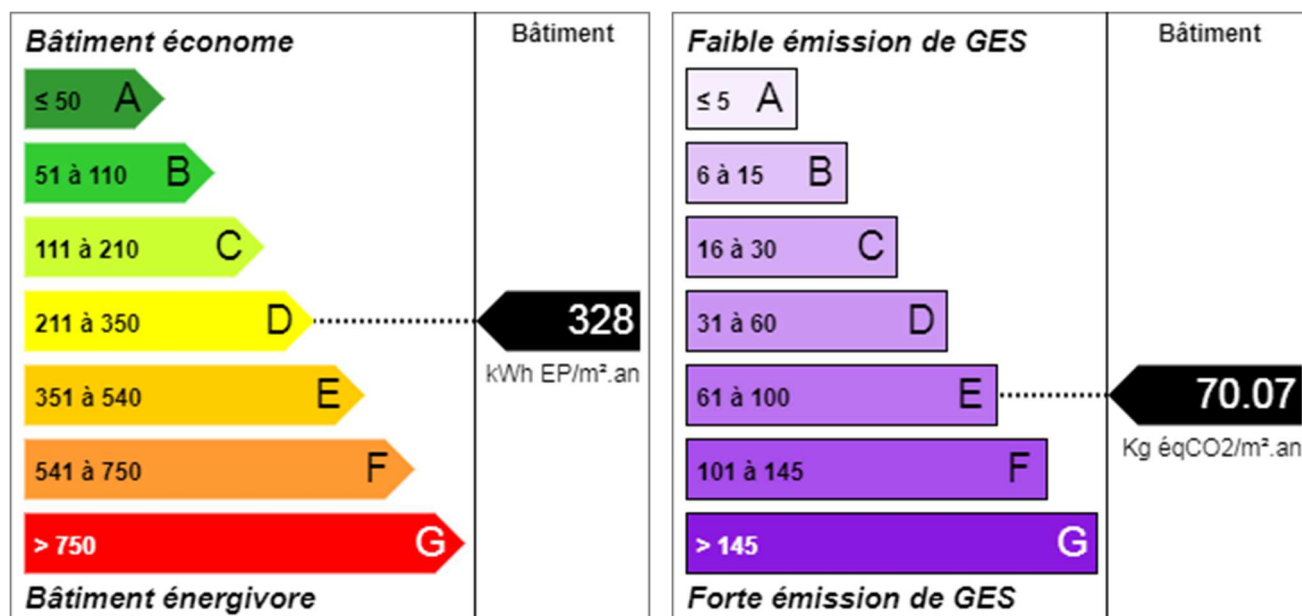 Bâtiment économe
Bâtiment
≤ 50 A
51 à 110 B
111 à 210 C
211 à 350 D
328
kWh EP/m².an
351 à 540 E
541 à 750 F
> 750 G
Bâtiment énergivore
Faible émission de GES
Bâtiment
≤ 5 A
6 à 15 B
16 à 30 C
31 à 60 D
61 à 100 E
70.07
Kg éqCO2/m².an
101 à 145 F
> 145 G
Forte émission de GES